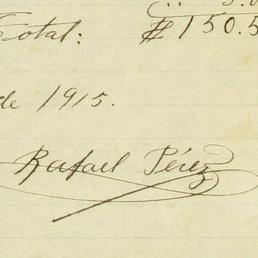 Total: ₡150.5
de 1915.
Rafael Pérez